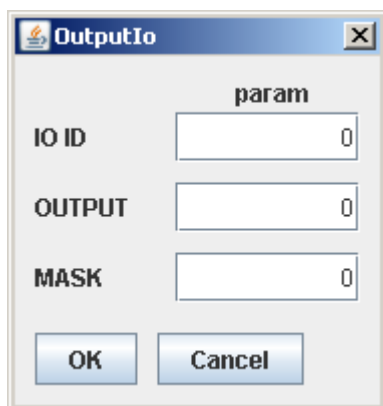 OutputIo
param
IO ID 0
OUTPUT 0
MASK 0
OK Cancel